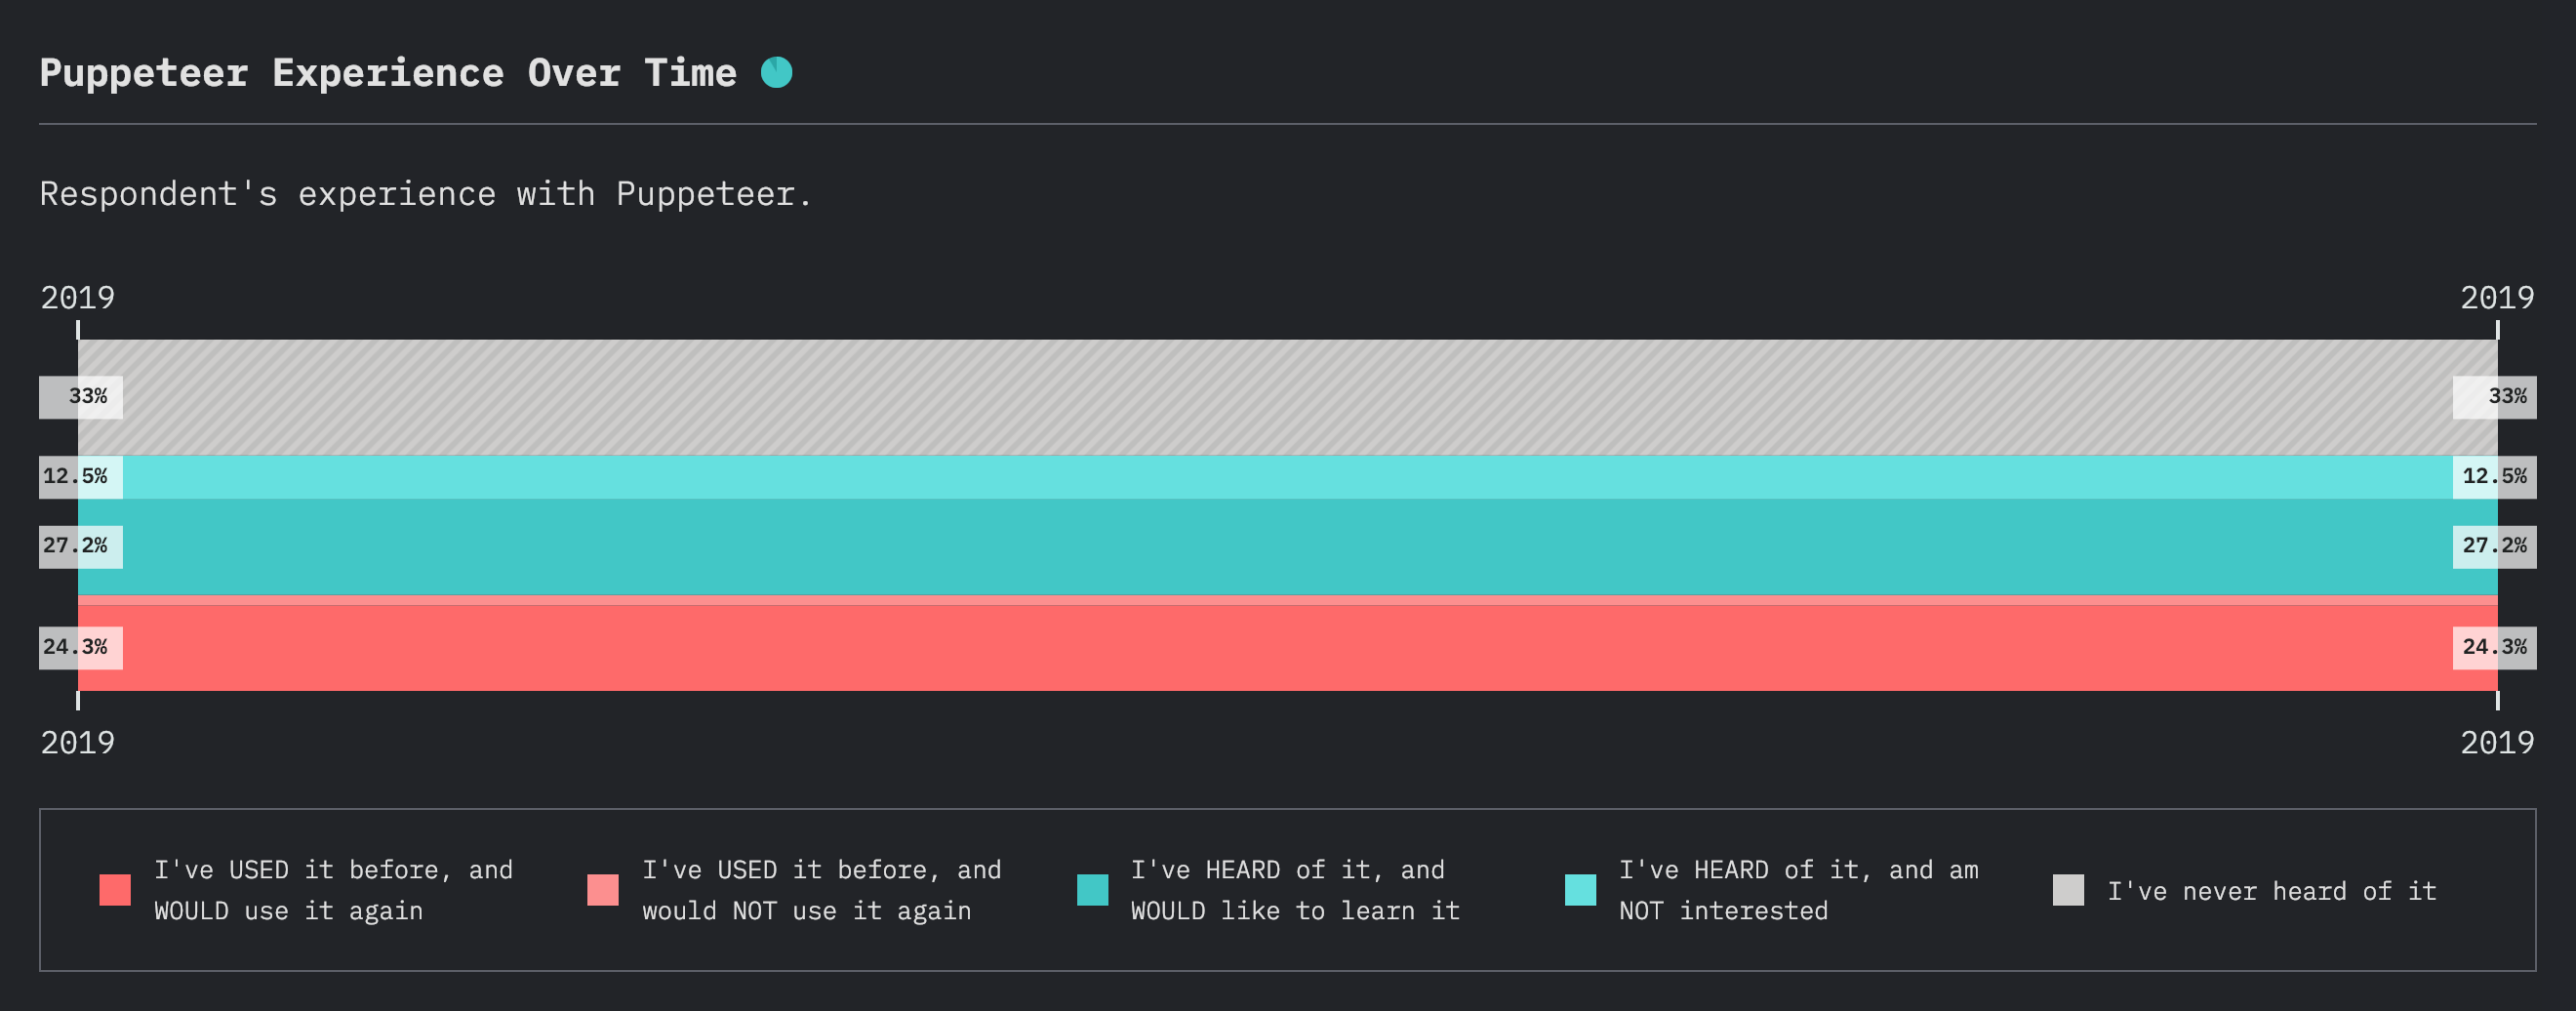 Puppeteer Experience Over Time
Respondent's experience with Puppeteer.
2019 2019
33% 33%
12.5% 12.5%
27.2% 27.2%
24.3% 24.3%
2019 2019
I've USED it before, and
WOULD use it again
I've USED it before, and
would NOT use it again
I've HEARD of it, and
WOULD like to learn it
I've HEARD of it, and am
NOT interested
I've never heard of it